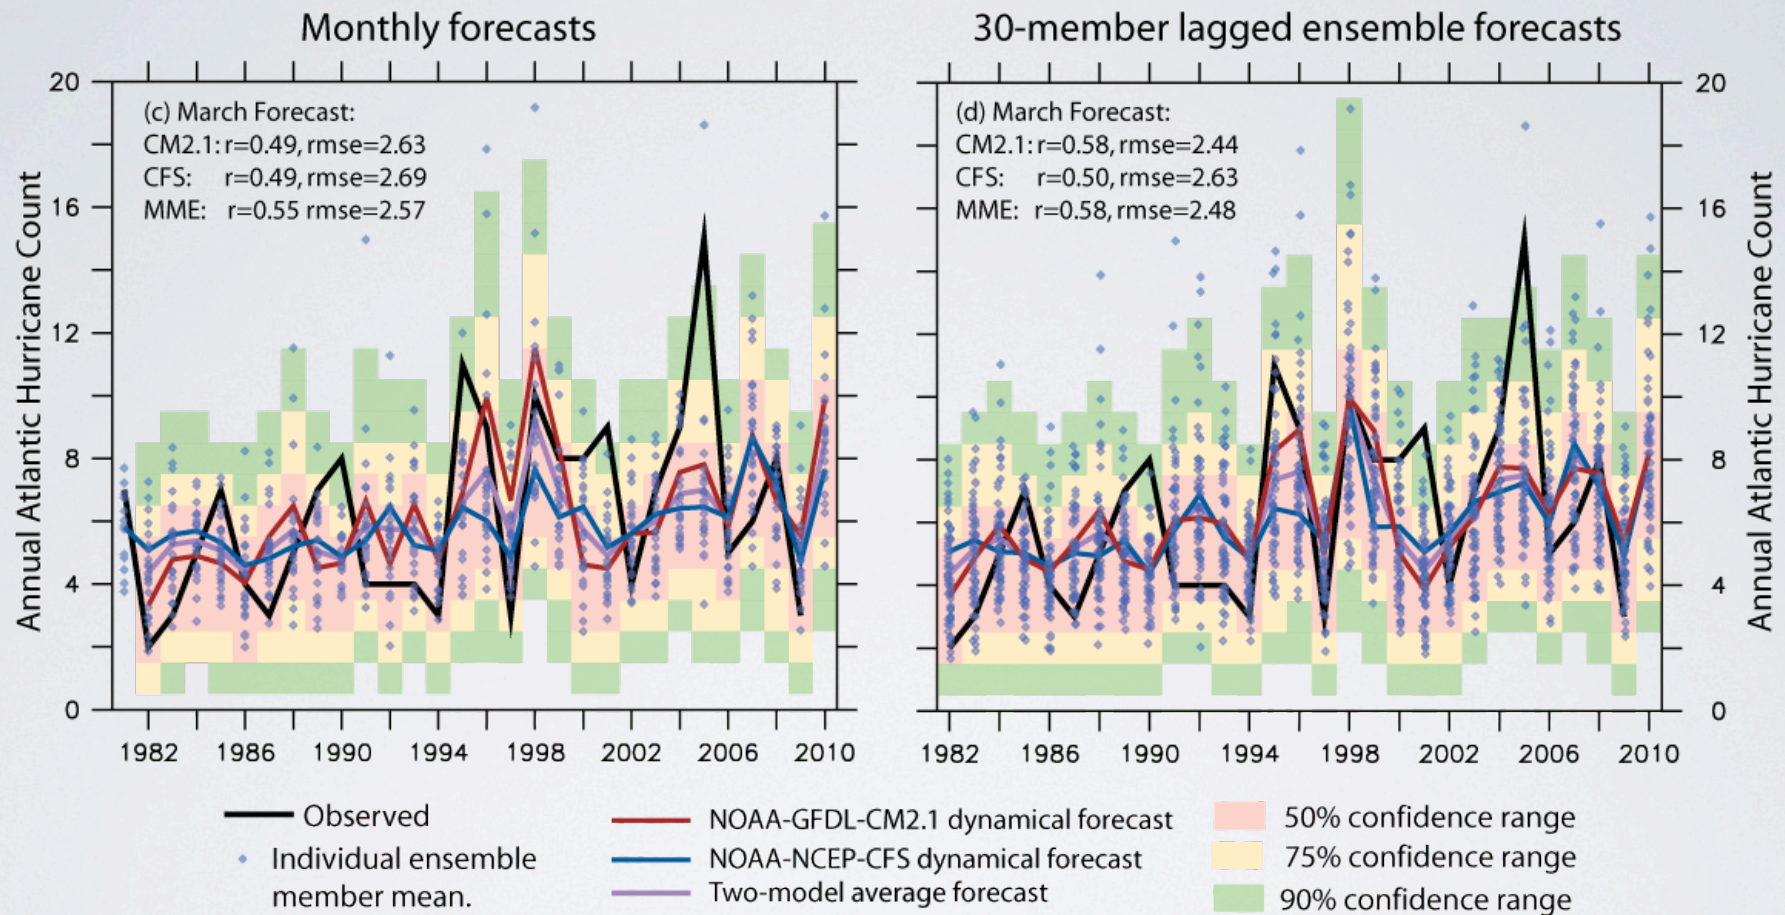 Monthly forecasts
30-member lagged ensemble forecasts
Annual Atlantic Hurricane Count
20
16
12
8
4
0
(c) March Forecast:
CM2.1: r=0.49, rmse=2.63
CFS: r=0.49, rmse=2.69
MME: r=0.55 rmse=2.57
1982 1986 1990 1994 1998 2002 2006 2010
(d) March Forecast:
CM2.1: r=0.58, rmse=2.44
CFS: r=0.50, rmse=2.63
MME: r=0.58, rmse=2.48
1982 1986 1990 1994 1998 2002 2006 2010
20
16
12
8
4
0
Annual Atlantic Hurricane Count
Observed
Individual ensemble
member mean.
NOAA-GFDL-CM2.1 dynamical forecast
NOAA-NCEP-CFS dynamical forecast
Two-model average forecast
50% confidence range
75% confidence range
90% confidence range